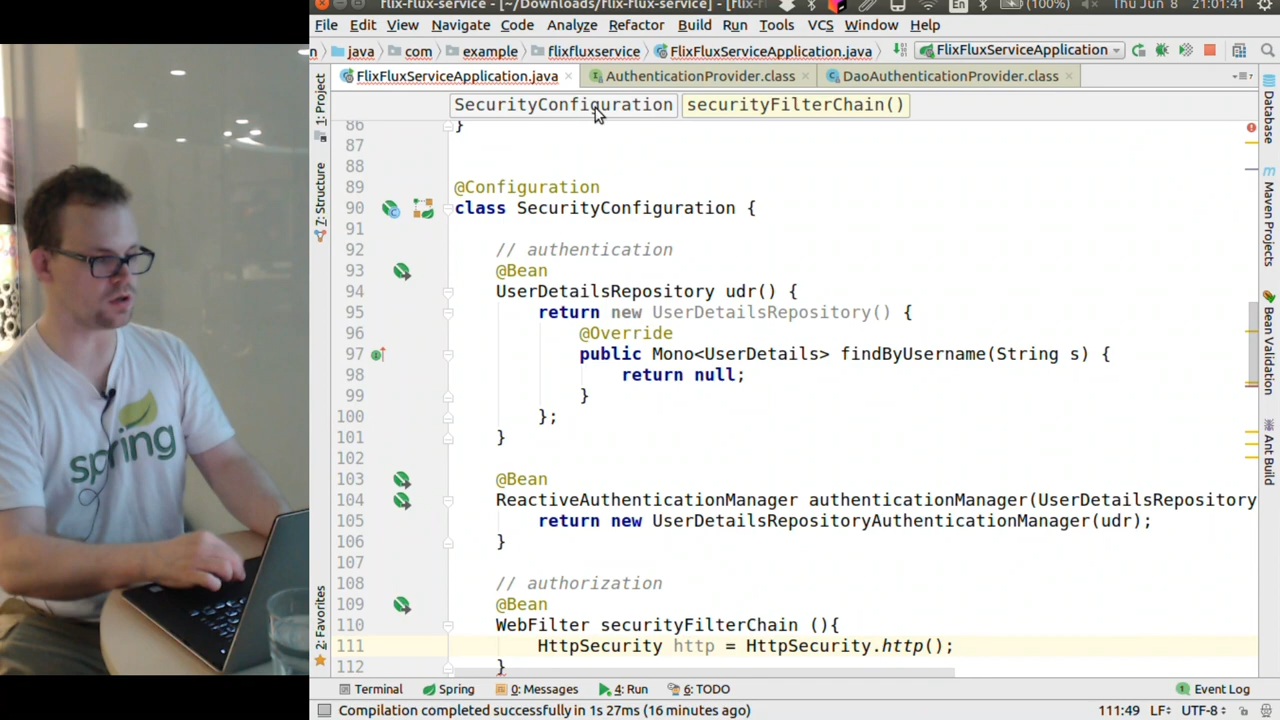 flix-flux-service - [~/Downloads/flix-flux-service] - [flix-f
En
(100%)
Thu Jun 8 21:01:41
File Edit View Navigate Code Analyze Refactor Build Run Tools VCS Window Help
n java com example flixfluxservice FlixFluxServiceApplication.java FlixFluxServiceApplication
FlixFluxServiceApplication.java AuthenticationProvider.class DaoAuthenticationProvider.class
SecurityConfiguration securityFilterChain()
86 }
87
88
89 @Configuration
90 class SecurityConfiguration {
91
92 // authentication
93 @Bean
94 UserDetailsRepository udr() {
95 return new UserDetailsRepository() {
96 @Override
97 public Mono<UserDetails> findByUsername(String s) {
98 return null;
99 }
100 };
101 }
102
103 @Bean
104 ReactiveAuthenticationManager authenticationManager(UserDetailsRepository
105 return new UserDetailsRepositoryAuthenticationManager(udr);
106 }
107
108 // authorization
109 @Bean
110 WebFilter securityFilterChain (){
111 HttpSecurity http = HttpSecurity.http();
112 }
1: Project
7: Structure
2: Favorites
Database
Maven Projects
Bean Validation
Ant Build
Terminal Spring 0: Messages 4: Run 6: TODO 1 Event Log
Compilation completed successfully in 1s 27ms (16 minutes ago) 111:49 LF÷ UTF-8÷
spring